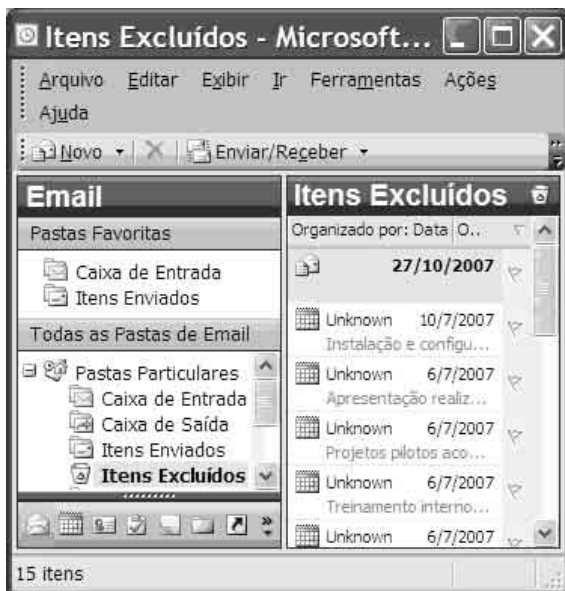 Itens Excluídos - Microsoft...
Arquivo Editar Exibir Ir Ferramentas Ações
Ajuda
Novo Enviar/Receber
Email
Pastas Favoritas
Caixa de Entrada
Itens Enviados
Todas as Pastas de Email
Pastas Particulares
Caixa de Entrada
Caixa de Saída
Itens Enviados
Itens Excluídos
Itens Excluídos
Organizado por: Data O..
27/10/2007
Unknown 10/7/2007
Instalação e configu...
Unknown 6/7/2007
Apresentação realiz...
Unknown 6/7/2007
Projetos pilotos aco...
Unknown 6/7/2007
Treinamento interno...
Unknown 6/7/2007
15 itens